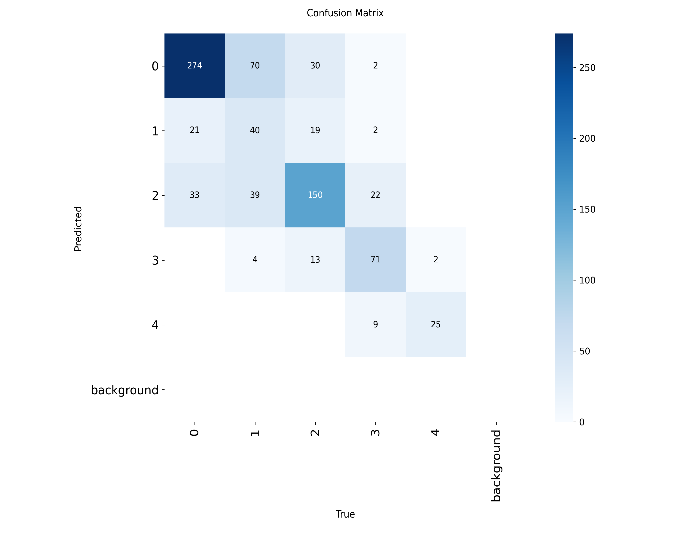 Confusion Matrix
0 274 70 30 2
1 21 40 19 2
2 33 39 150 22
3 4 13 71 2
4 9 25
background
0 1 2 3 4 background
Predicted
True
250
200
150
100
50
0